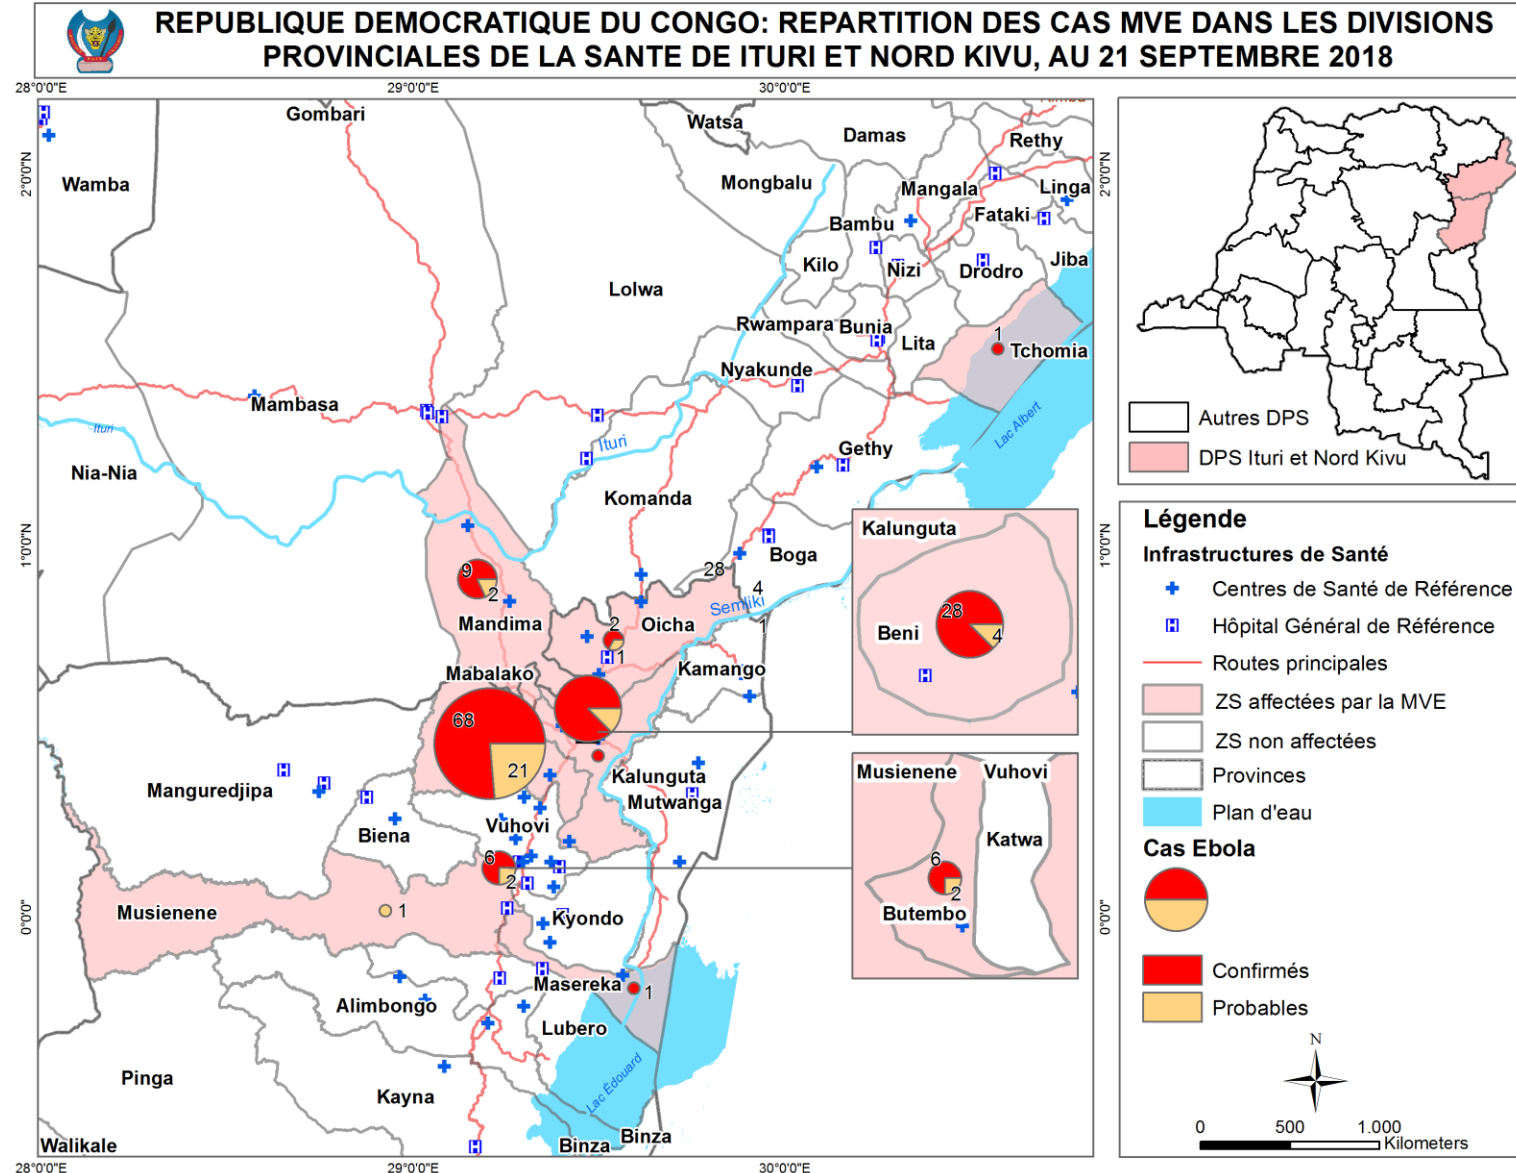 REPUBLIQUE DEMOCRATIQUE DU CONGO: REPARTITION DES CAS MVE DANS LES DIVISIONS
PROVINCIALES DE LA SANTE DE ITURI ET NORD KIVU, AU 21 SEPTEMBRE 2018
28°0'0"E
29°0'0"E
30°0'0"E
2°0'0"N
1°0'0"N
0°0'0"
2°0'0"N
1°0'0"N
0°0'0"
Gombari
Watsa
Damas
Rethy
Wamba
Mongbalu
Mangala
Linga
Bambu
Fataki
Kilo
Nizi
Drodro
Jiba
Lolwa
Rwampara
Bunia
Lita
1
Tchomia
Nyakunde
Mambasa
Lac Albert
Ituri
Ituri
Gethy
Nia-Nia
Komanda
Boga
28
4
1
9
2
Mandima
Semliki
2
Oicha
1
Mabalako
Kamango
68
21
Kalunguta
Mutwanga
Manguredjipa
Biena
Vuhovi
6
2
Musienene
1
Kyondo
Masereka
1
Alimbongo
Lubero
Lac Édouard
Pinga
Kayna
Walikale
Binza
Binza
28°0'0"E
29°0'0"E
30°0'0"E
Kalunguta
28
Beni
4
Musienene
Vuhovi
Katwa
6
2
Butembo
Autres DPS
DPS Ituri et Nord Kivu
Légende
Infrastructures de Santé
Centres de Santé de Référence
H Hôpital Général de Référence
Routes principales
ZS affectées par la MVE
ZS non affectées
Provinces
Plan d'eau
Cas Ebola
Confirmés
Probables
N
0 500 1.000
Kilometers